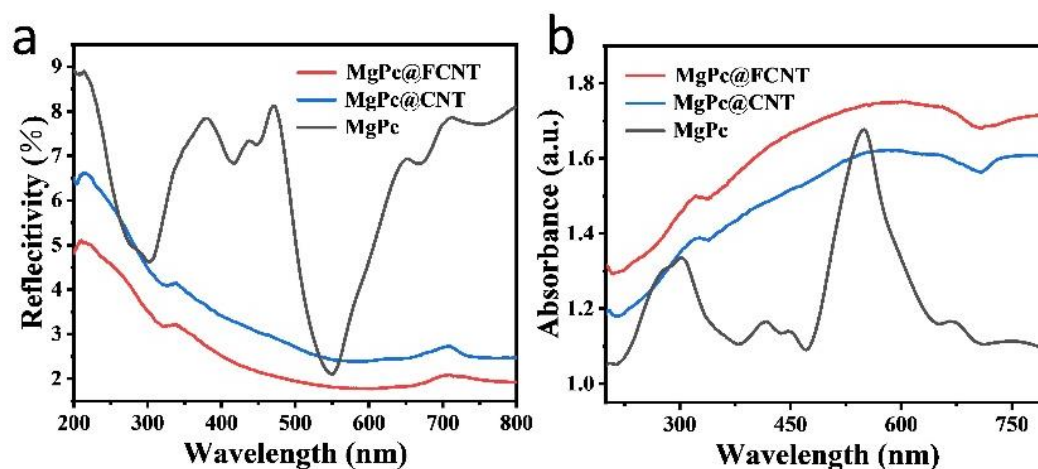 a
9
8
7
6
5
4
3
2
200 300 400 500 600 700 800
Wavelength (nm)
Reflecitivity (%)
MgPc@FCNT
MgPc@CNT
MgPc
b
1.8
1.6
1.4
1.2
1.0
300 450 600 750
Wavelength (nm)
Absorbance (a.u.)
MgPc@FCNT
MgPc@CNT
MgPc